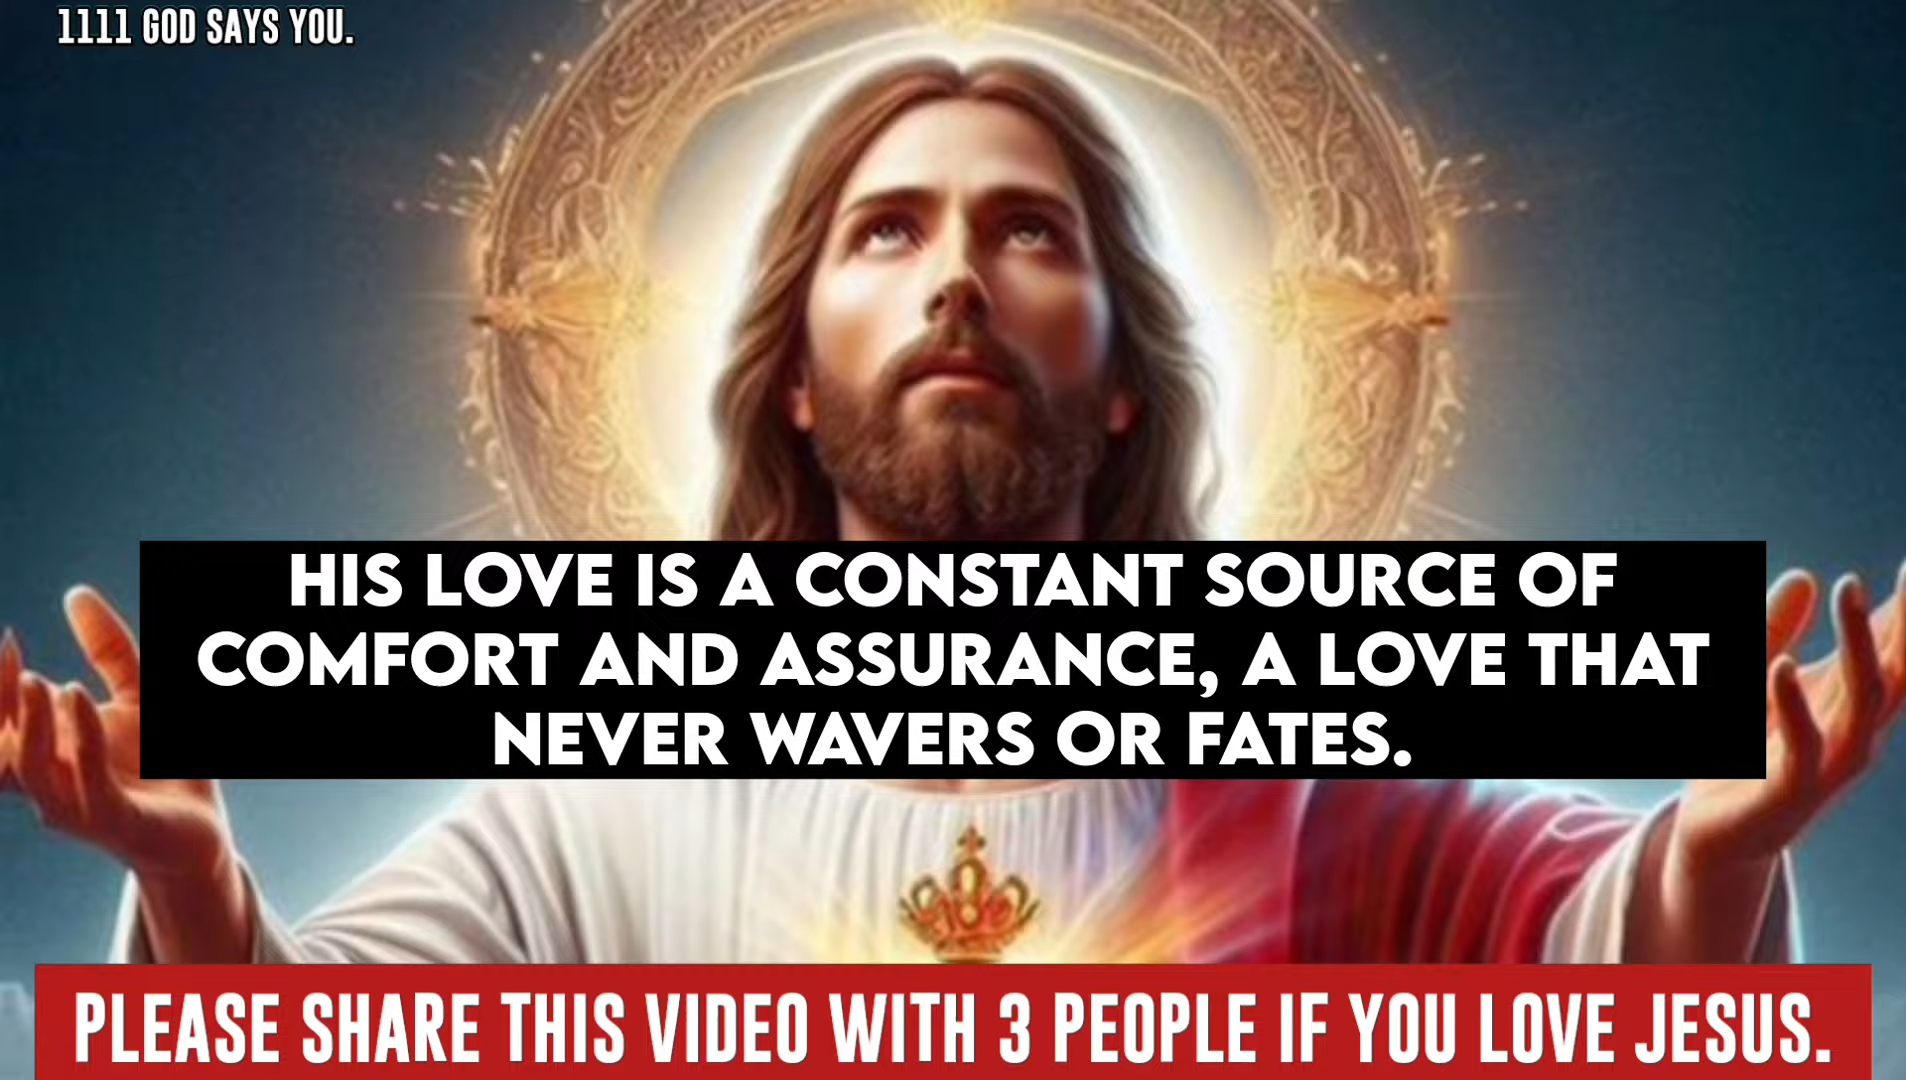 1111 GOD SAYS YOU.
HIS LOVE IS A CONSTANT SOURCE OF
COMFORT AND ASSURANCE, A LOVE THAT
NEVER WAVERS OR FATES.
PLEASE SHARE THIS VIDEO WITH 3 PEOPLE IF YOU LOVE JESUS.